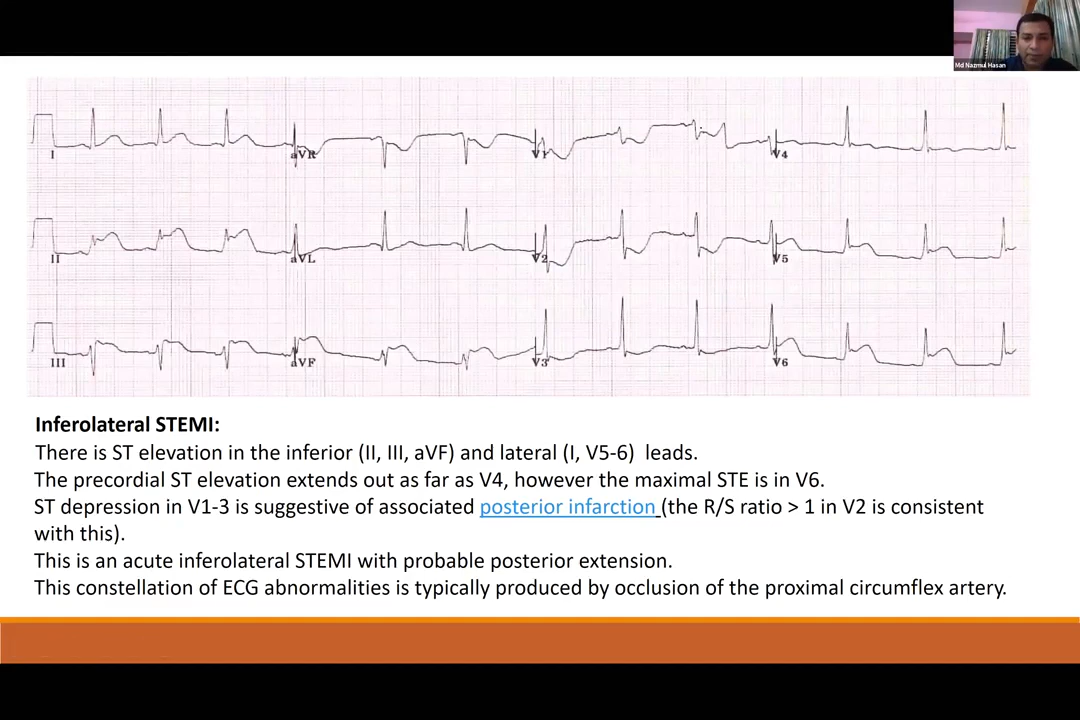 Md Nazmul Hasan
I aVR V1 V4
II aVL V2 V5
III aVF V3 V6
Inferolateral STEMI:
There is ST elevation in the inferior (II, III, aVF) and lateral (I, V5-6) leads.
The precordial ST elevation extends out as far as V4, however the maximal STE is in V6.
ST depression in V1-3 is suggestive of associated posterior infarction (the R/S ratio > 1 in V2 is consistent
with this).
This is an acute inferolateral STEMI with probable posterior extension.
This constellation of ECG abnormalities is typically produced by occlusion of the proximal circumflex artery.